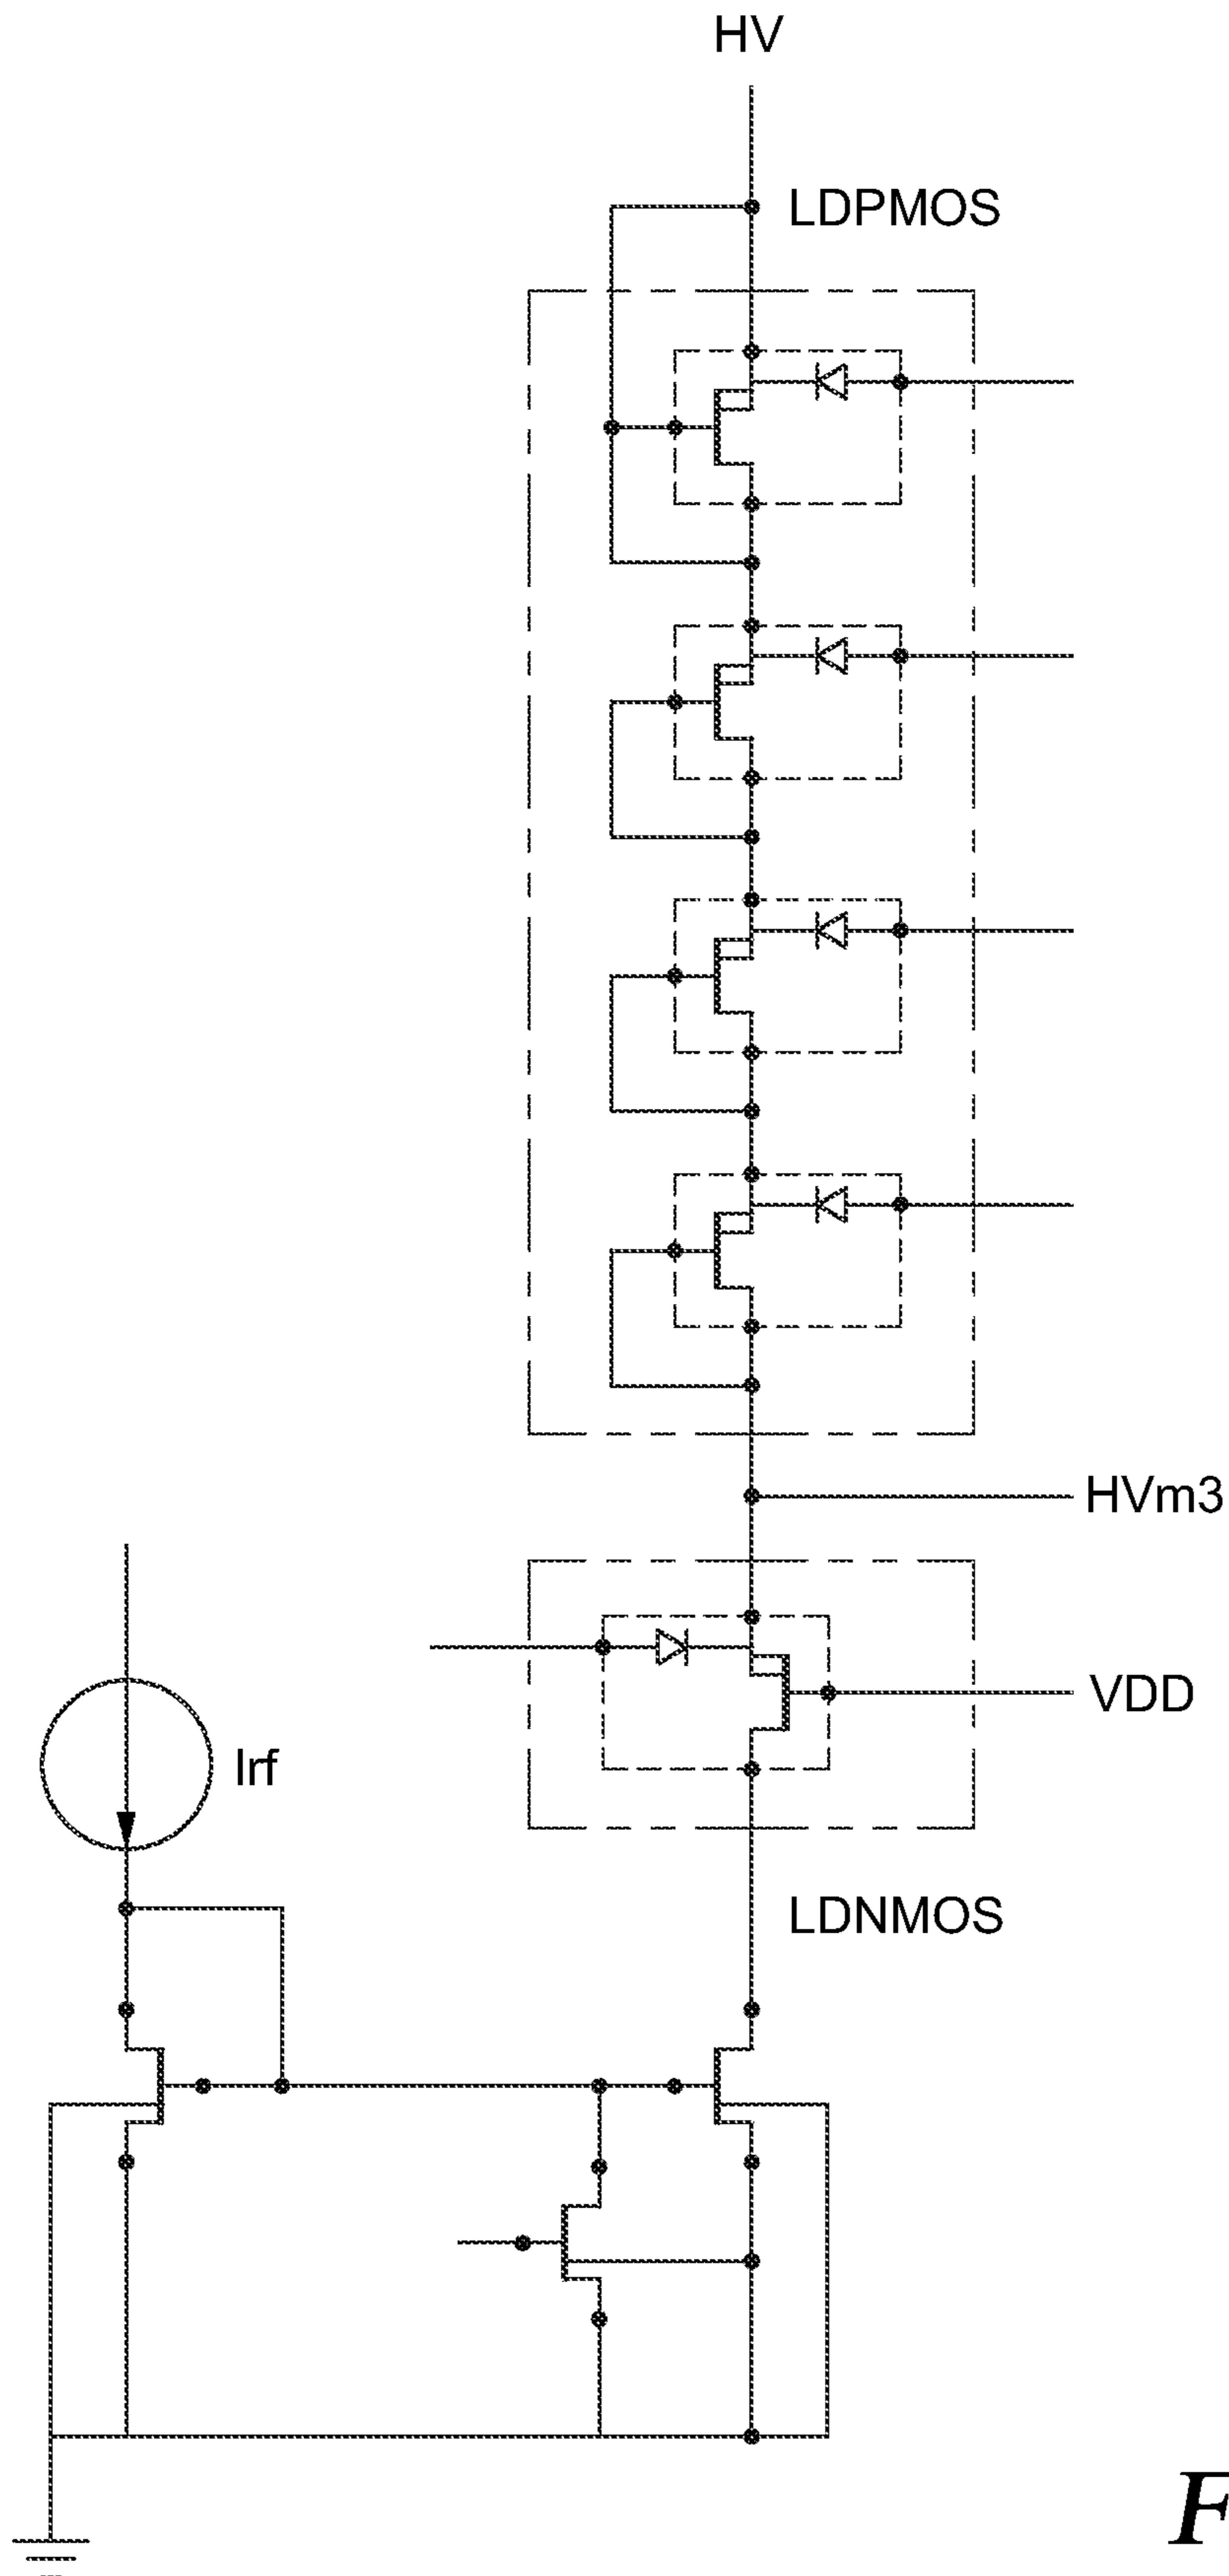 HV
LDPMOS
HVm3
VDD
Irf
LDNMOS
F